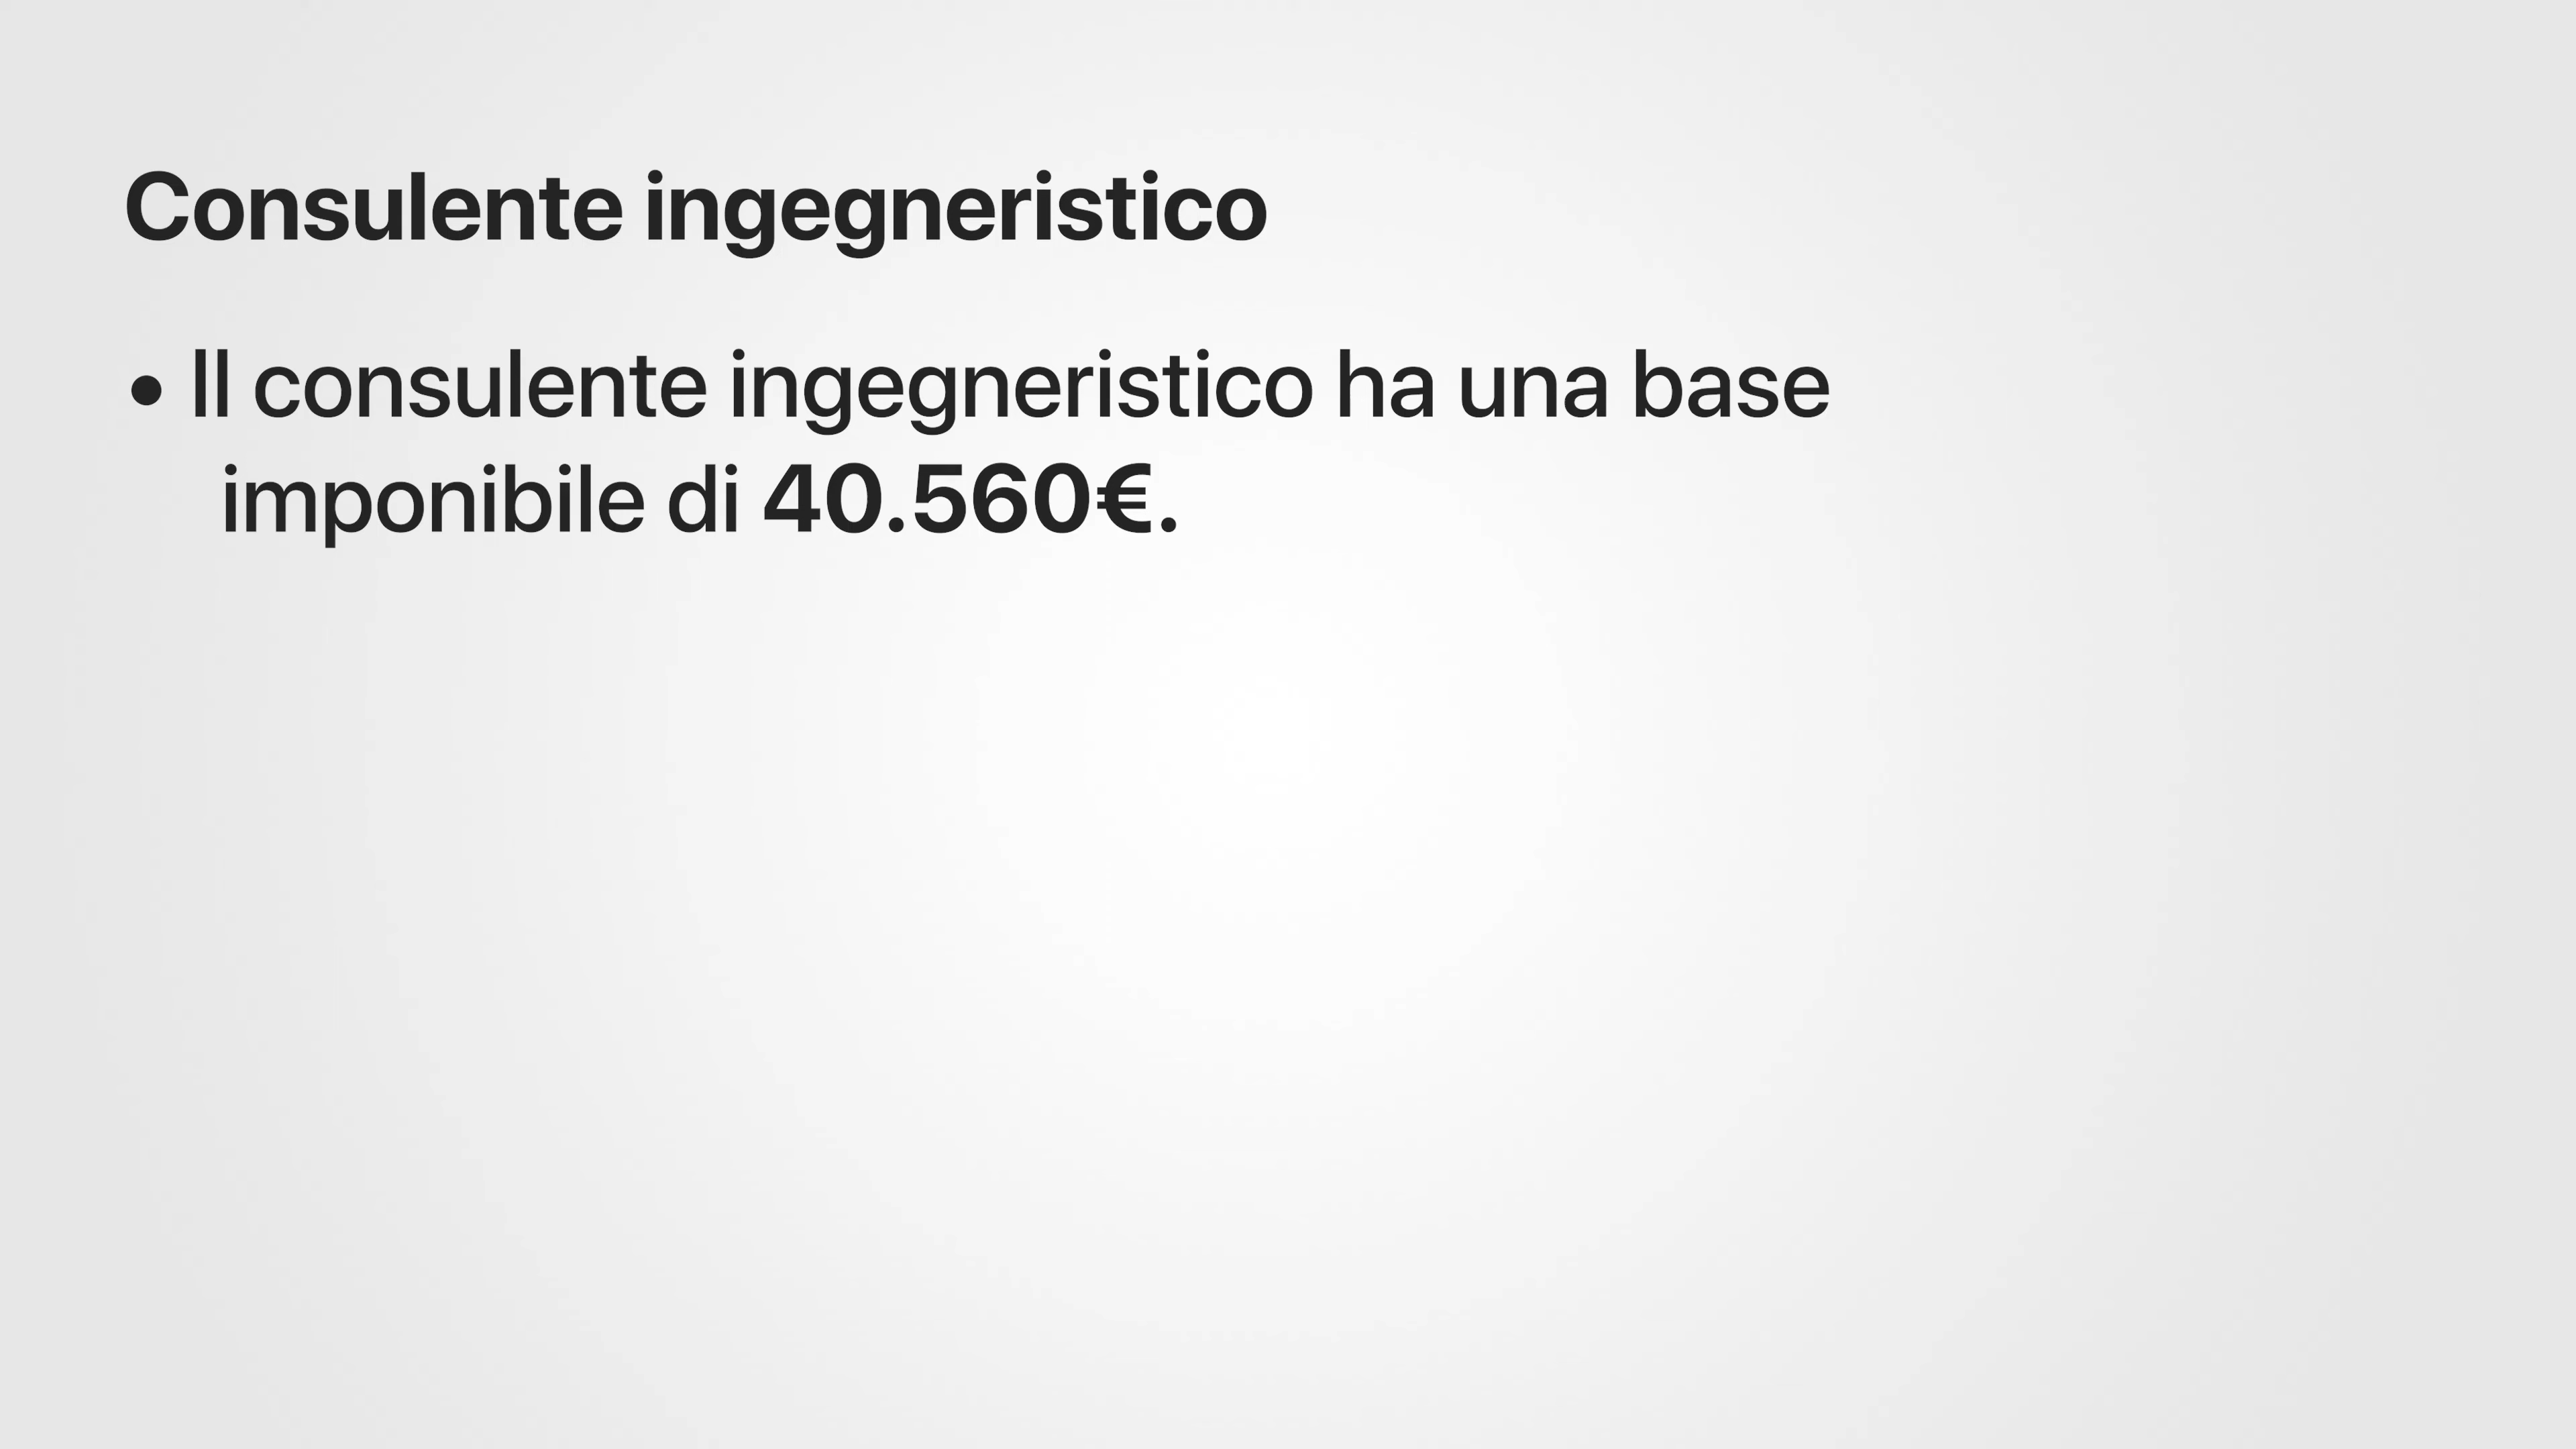 Consulente ingegneristico
• Il consulente ingegneristico ha una base
imponibile di 40.560€.